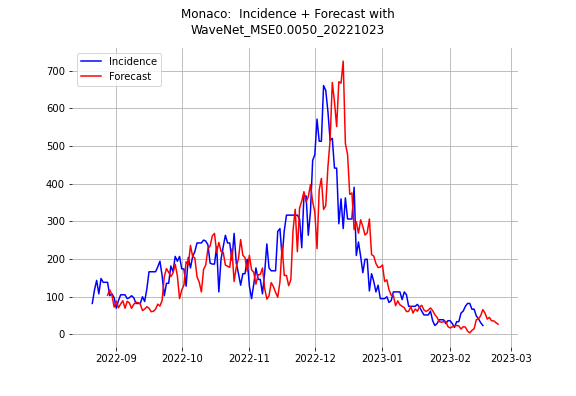 Monaco:  Incidence + Forecast with
WaveNet_MSE0.0050_20221023
Incidence
Forecast
700
600
500
400
300
200
100
0
2022-09 2022-10 2022-11 2022-12 2023-01 2023-02 2023-03